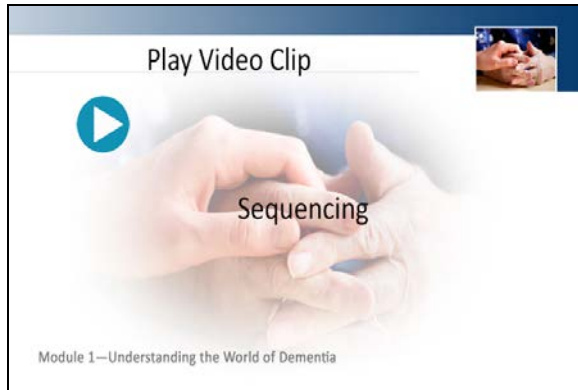 Play Video Clip
Sequencing
Module 1—Understanding the World of Dementia